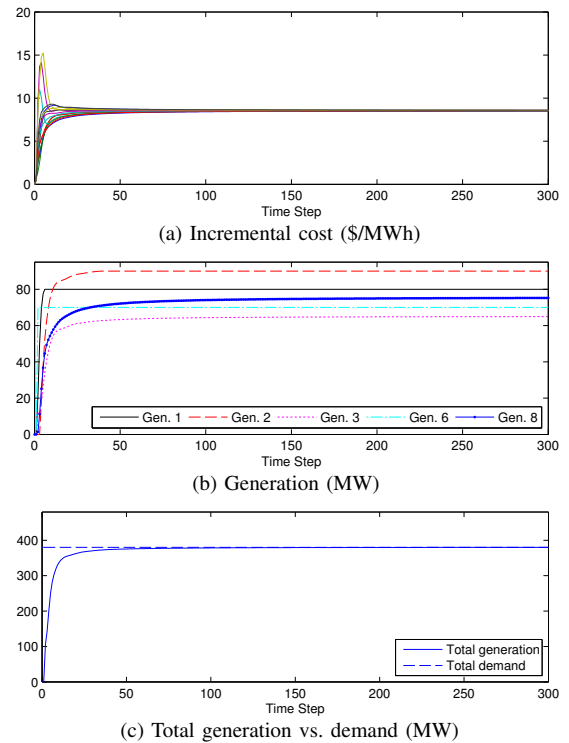 20
15
10
5
0
0 50 100 150 200 250 300
Time Step
(a) Incremental cost ($/MWh)
80
60
40
20
0
Gen. 1 Gen. 2 Gen. 3 Gen. 6 Gen. 8
0 50 100 150 200 250 300
Time Step
(b) Generation (MW)
400
300
200
100
0
Total generation
Total demand
0 50 100 150 200 250 300
Time Step
(c) Total generation vs. demand (MW)